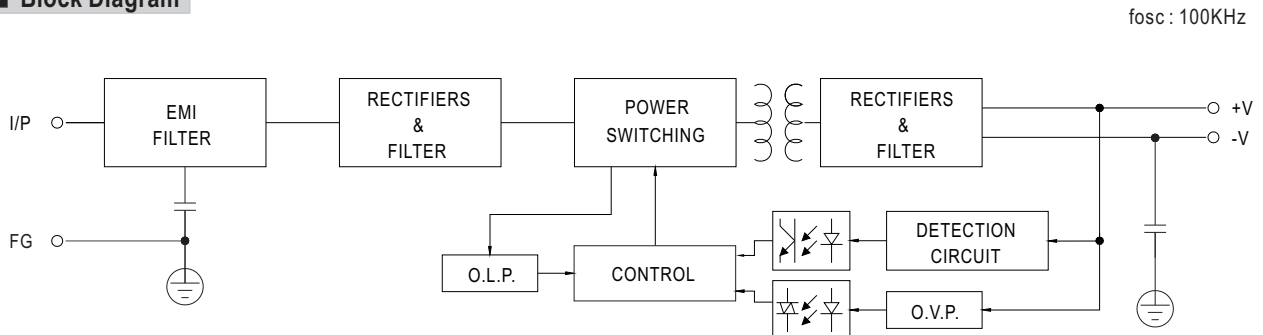 Block Diagram
fosc : 100KHz
I/P
EMI
FILTER
RECTIFIERS
&
FILTER
POWER
SWITCHING
RECTIFIERS
&
FILTER
+V
-V
FG
O.L.P.
CONTROL
DETECTION
CIRCUIT
O.V.P.